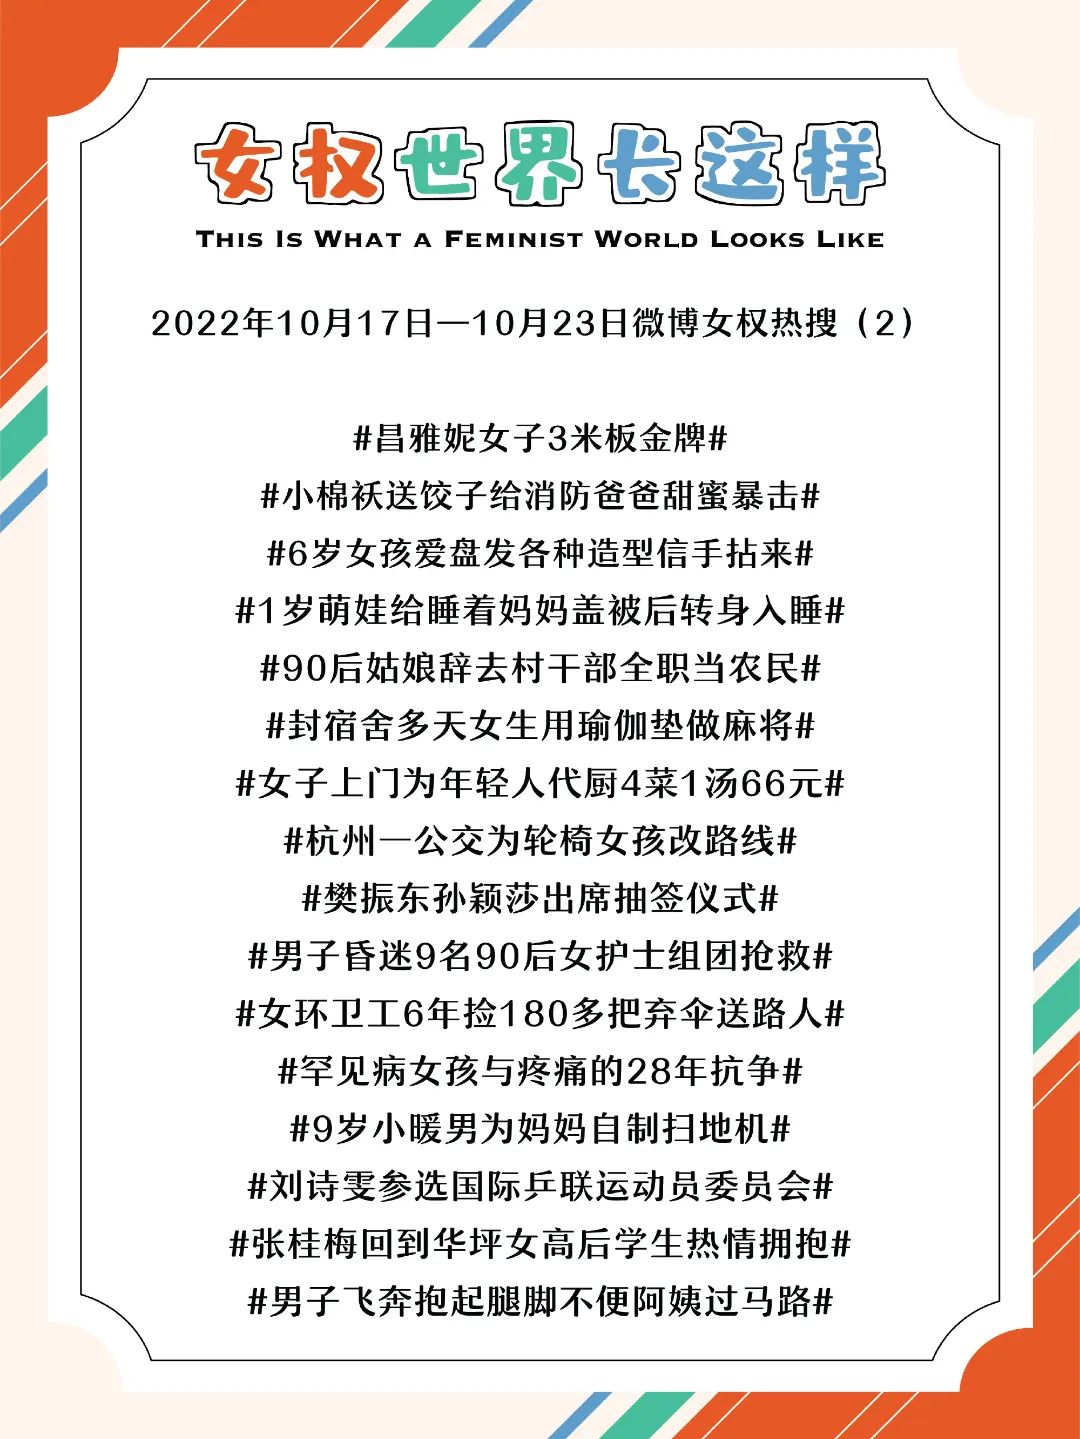 女权世界长这样
THIS IS WHAT A FEMINIST WORLD LOOKS LIKE
2022年10月17日—10月23日微博女权热搜（2）
#昌雅妮女子3米板金牌#
#小棉袄送饺子给消防爸爸甜蜜暴击#
#6岁女孩爱盘发各种造型信手拈来#
#1岁萌娃给睡着妈妈盖被后转身入睡#
#90后姑娘辞去村干部全职当农民#
#封宿舍多天女生用瑜伽垫做麻将#
#女子上门为年轻人代厨4菜1汤66元#
#杭州一公交为轮椅女孩改路线#
#樊振东孙颖莎出席抽签仪式#
#男子昏迷9名90后女护士组团抢救#
#女环卫工6年捡180多把弃伞送路人#
#罕见病女孩与疼痛的28年抗争#
#9岁小暖男为妈妈自制扫地机#
#刘诗雯参选国际乒联运动员委员会#
#张桂梅回到华坪女高后学生热情拥抱#
#男子飞奔抱起腿脚不便阿姨过马路#